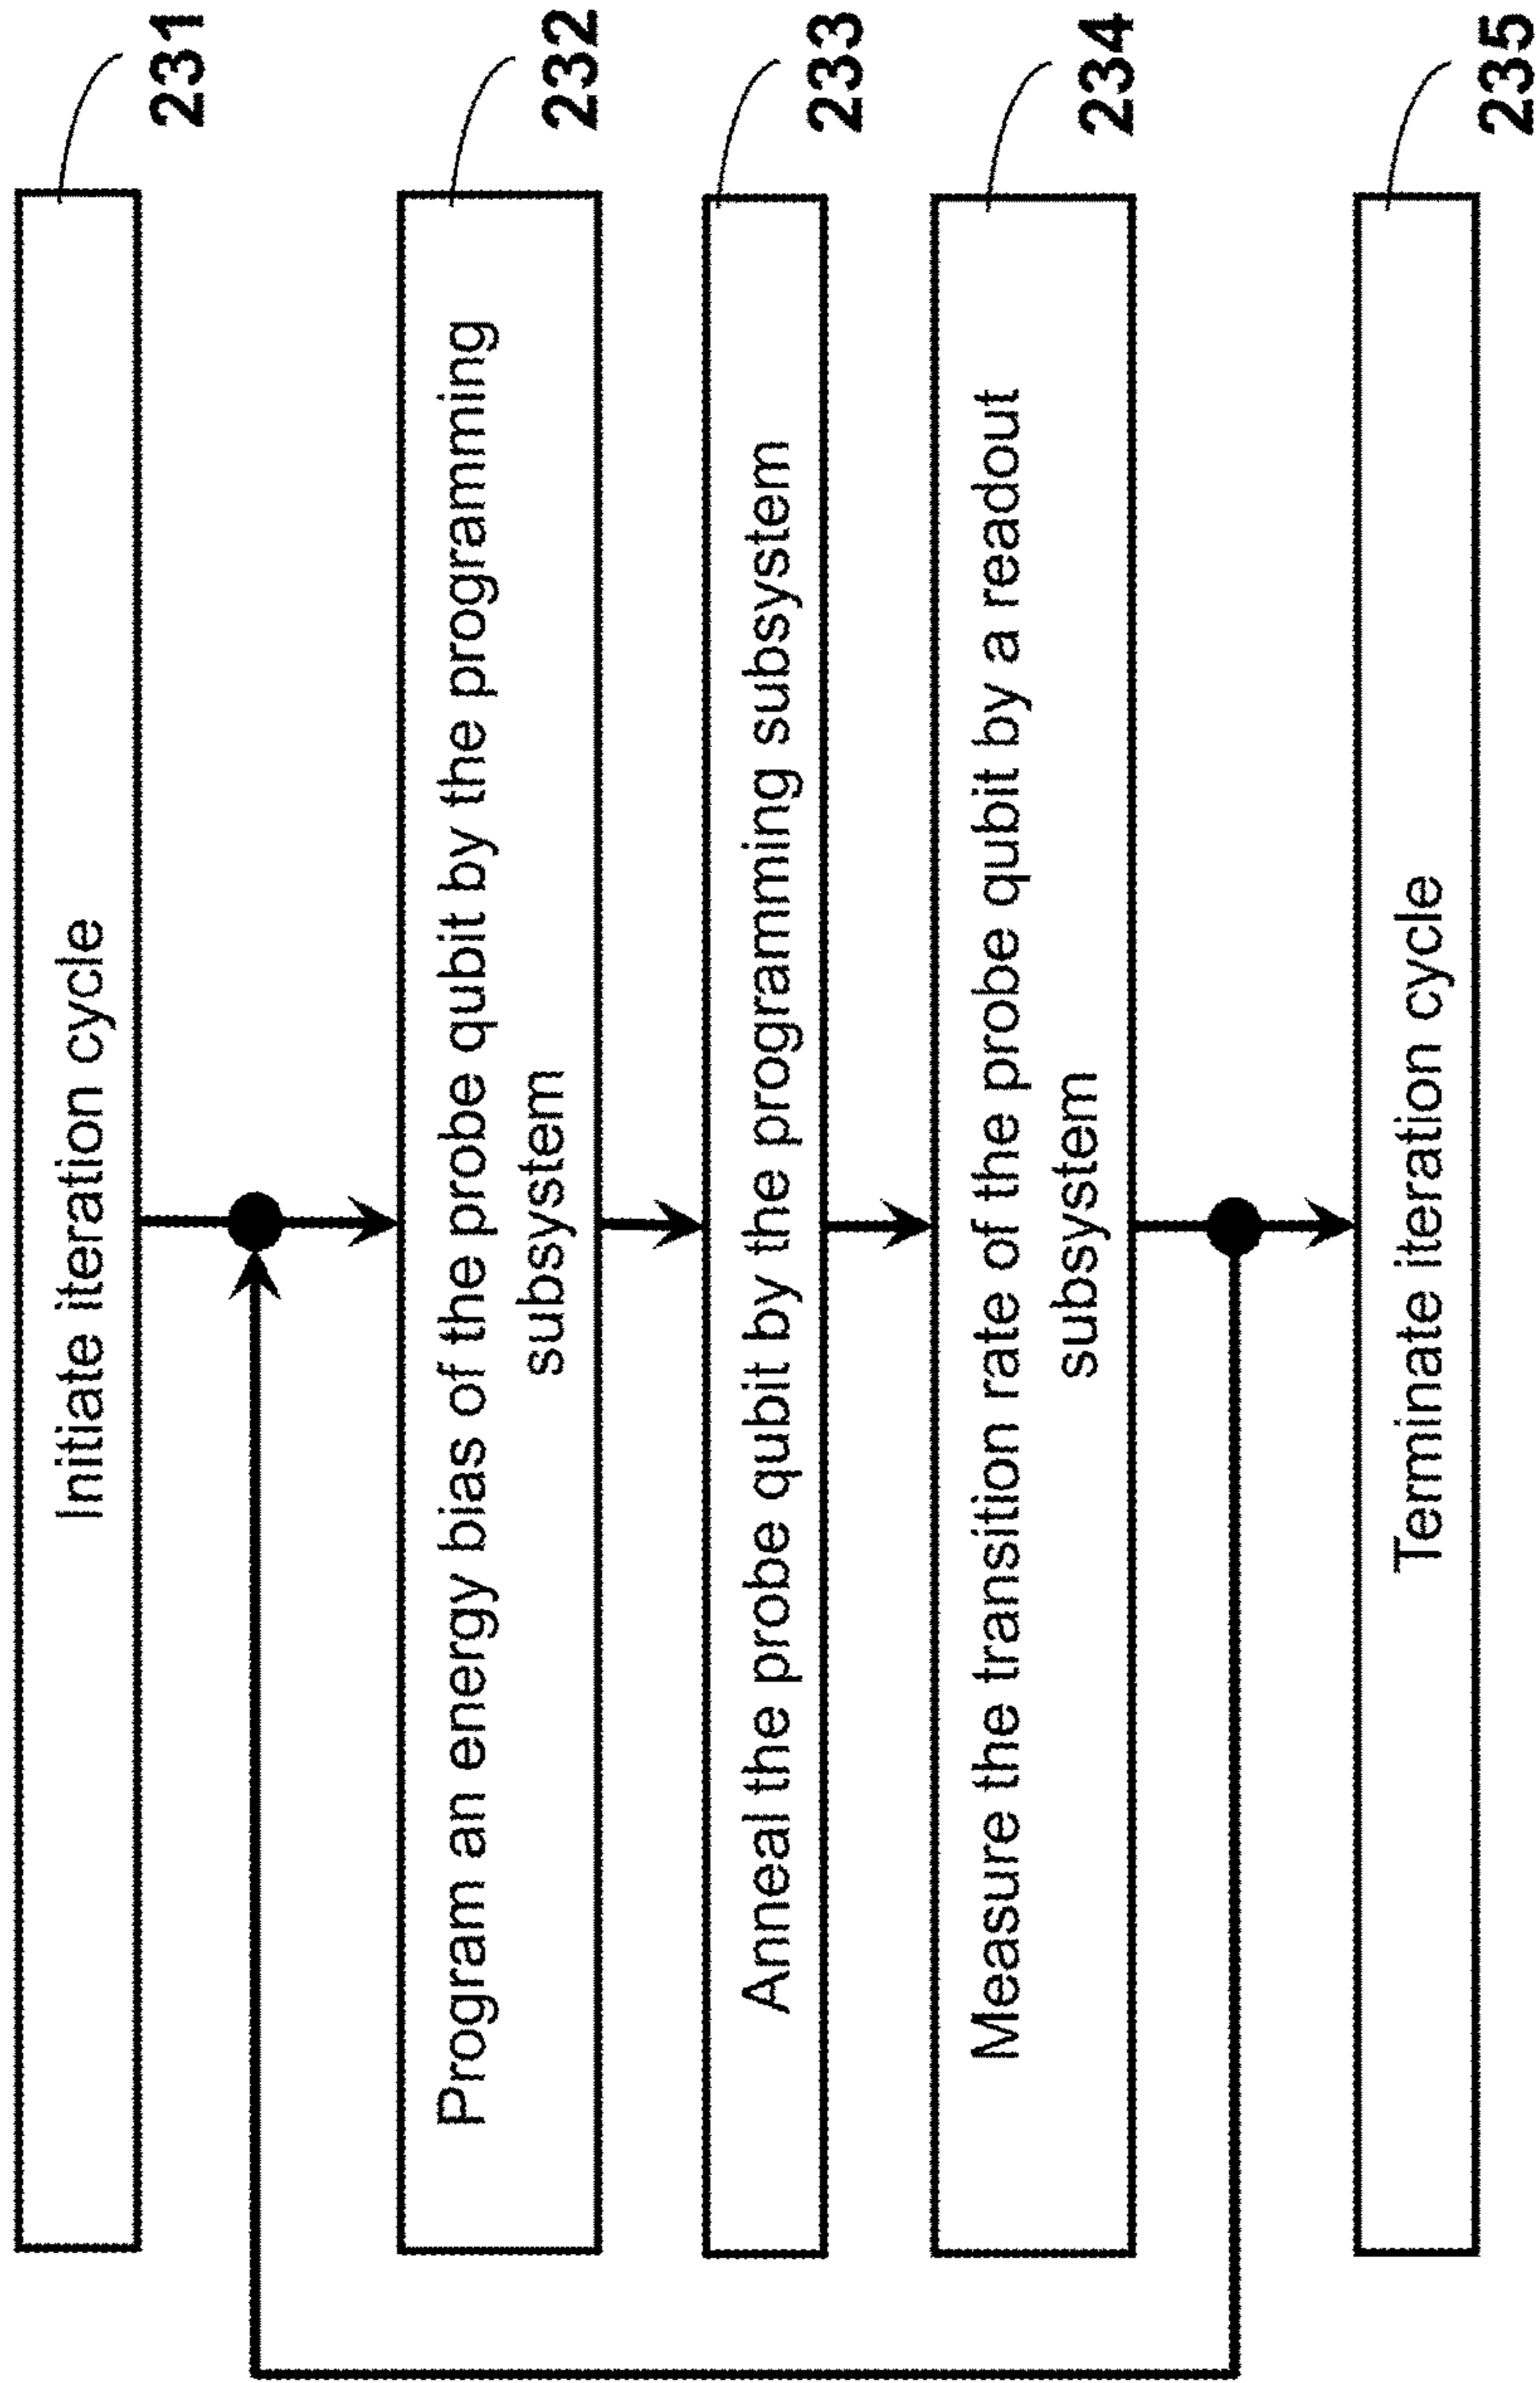 Initiate iteration cycle
231
Program an energy bias of the probe qubit by the programming
subsystem
232
Anneal the probe qubit by the programming subsystem
233
Measure the transition rate of the probe qubit by a readout
subsystem
234
Terminate iteration cycle
235